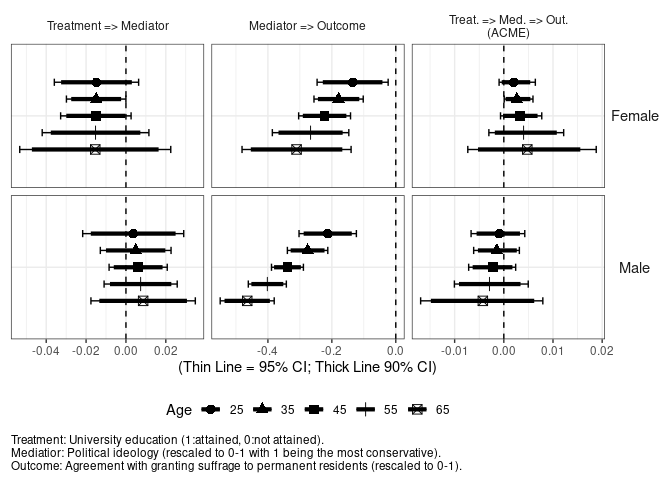 Treatment => Mediator
Mediator => Outcome
Treat. => Med. => Out.
(ACME)
Female
Male
-0.04 -0.02 0.00 0.02
-0.4 -0.2 0.0
-0.01 0.00 0.01 0.02
(Thin Line = 95% CI; Thick Line 90% CI)
Age 25 35 45 55 65
Treatment: University education (1:attained, 0:not attained).
Mediator: Political ideology (rescaled to 0-1 with 1 being the most conservative).
Outcome: Agreement with granting suffrage to permanent residents (rescaled to 0-1).